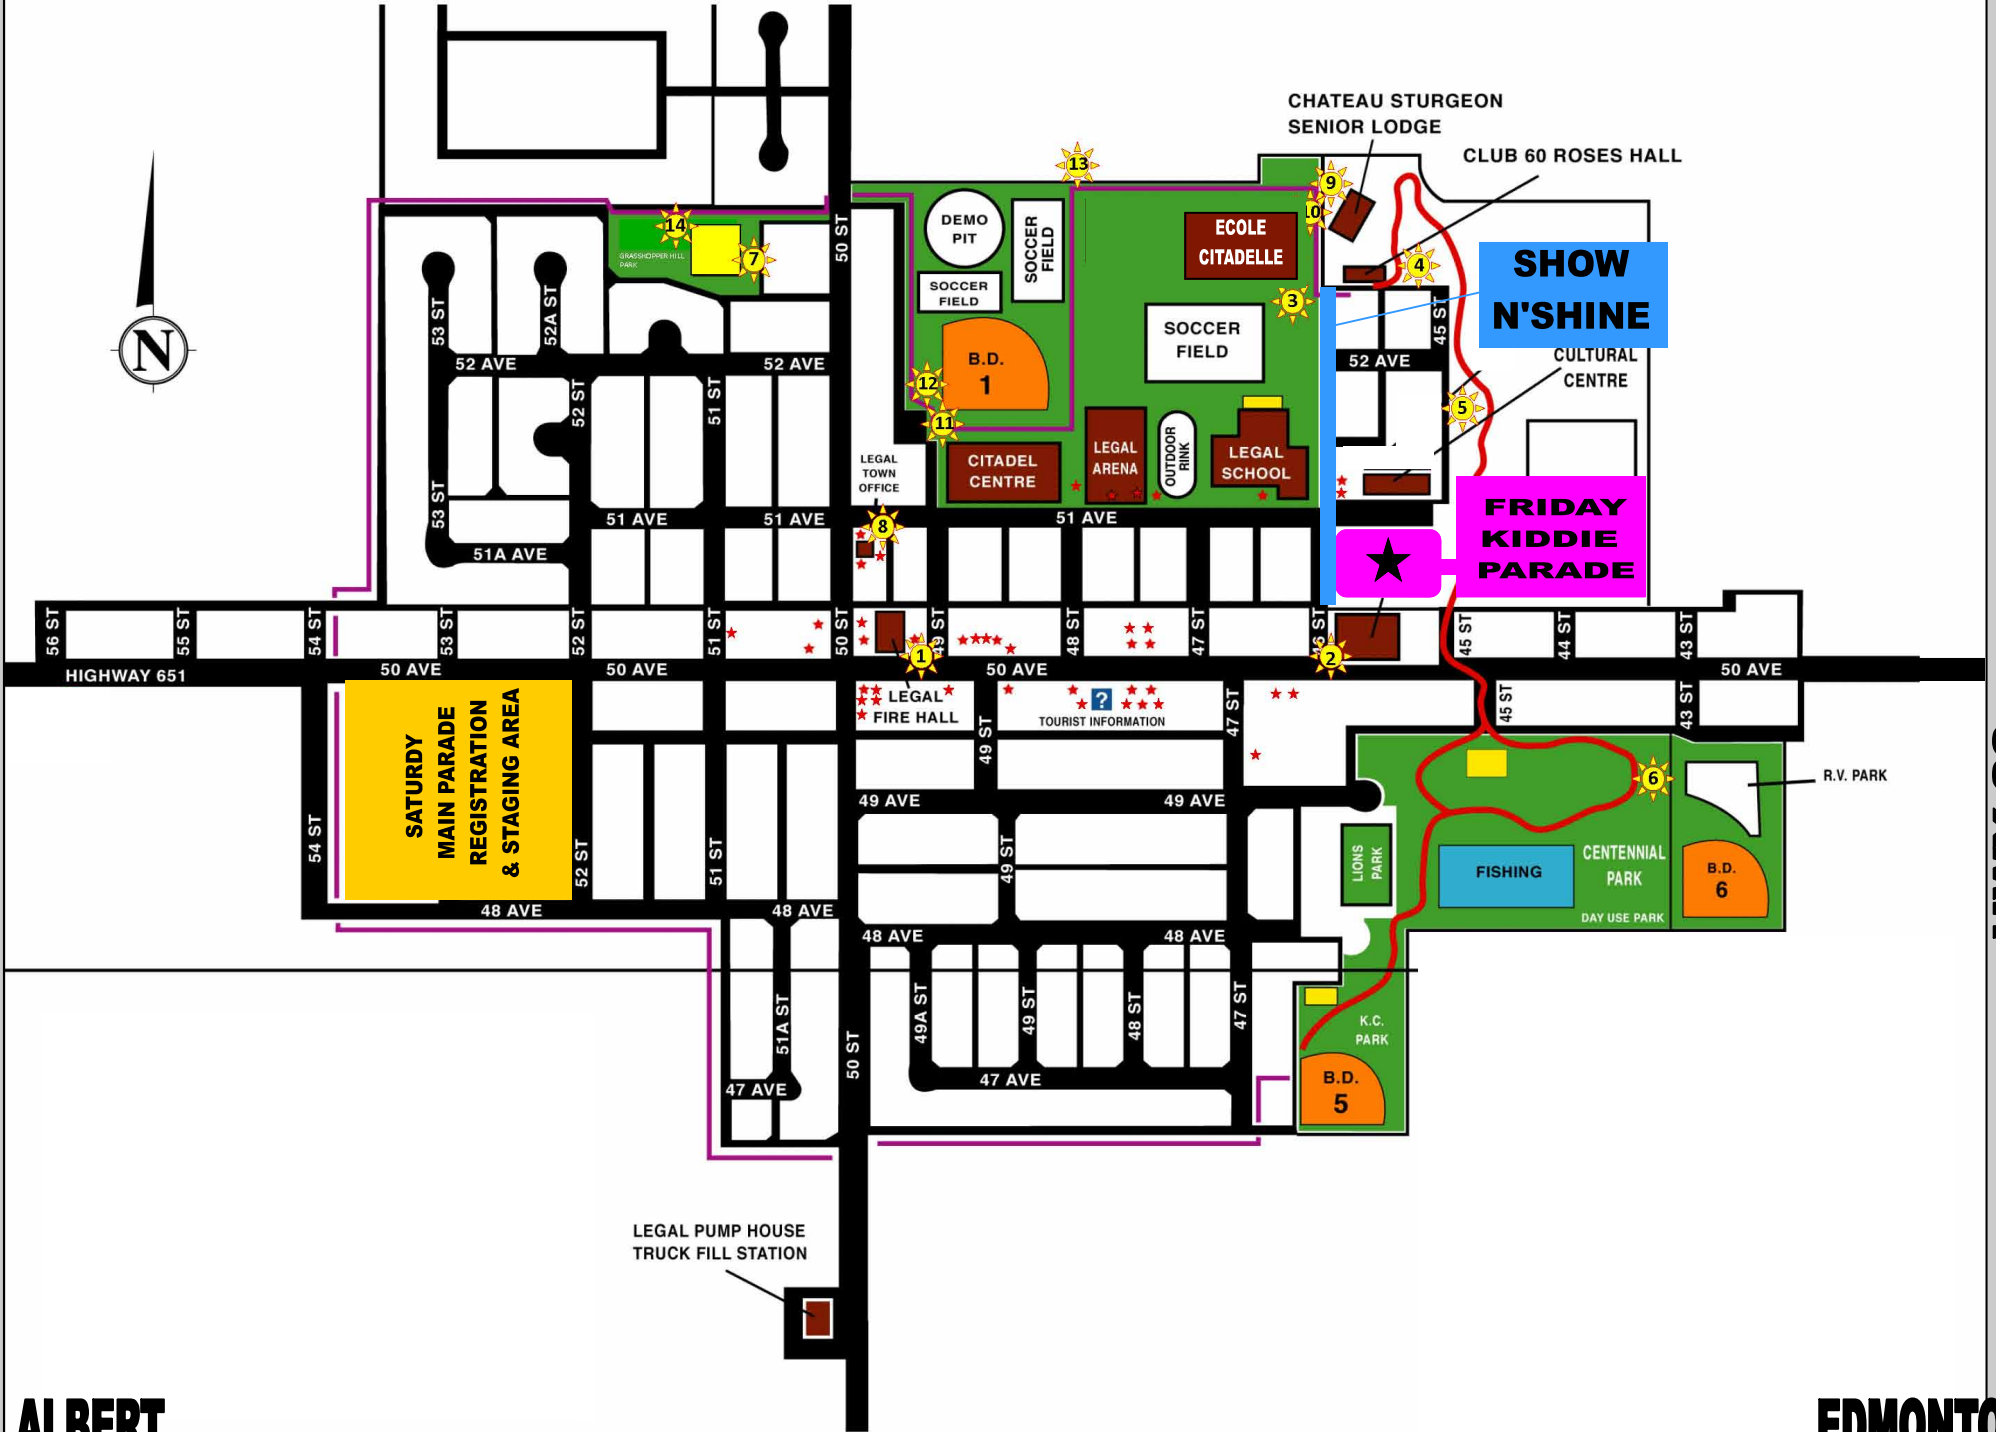 CHATEAU STURGEON
SENIOR LODGE
CLUB 60 ROSES HALL
13
9
10
14
GRASSHOPPER HILL
PARK
7
50 ST
DEMO
PIT
SOCCER
FIELD
SOCCER
FIELD
ECOLE
CITADELLE
4
3
SHOW
N'SHINE
N
53 ST
52A ST
52 AVE
52 AVE
B.D.
1
12
11
SOCCER
FIELD
45 ST
52 AVE
CULTURAL
CENTRE
5
52 ST
51 ST
53 ST
LEGAL
TOWN
OFFICE
CITADEL
CENTRE
LEGAL
ARENA
OUTDOOR
RINK
LEGAL
SCHOOL
51 AVE
51 AVE
8
51 AVE
51A AVE
FRIDAY
KIDDIE
PARADE
56 ST
55 ST
54 ST
53 ST
52 ST
51 ST
50 ST
49 ST
48 ST
47 ST
46 ST
45 ST
44 ST
43 ST
1
2
HIGHWAY 651
50 AVE
50 AVE
50 AVE
50 AVE
SATURDY
MAIN PARADE
REGISTRATION
& STAGING AREA
LEGAL
FIRE HALL
?
TOURIST INFORMATION
49 ST
47 ST
45 ST
43 ST
6
R.V. PARK
49 AVE
49 AVE
54 ST
52 ST
51 ST
49 ST
LIONS
PARK
FISHING
CENTENNIAL
PARK
DAY USE PARK
B.D.
6
48 AVE
48 AVE
48 AVE
48 AVE
51A ST
50 ST
49A ST
49 ST
48 ST
47 ST
K.C.
PARK
B.D.
5
47 AVE
47 AVE
LEGAL PUMP HOUSE
TRUCK FILL STATION
ALBERT